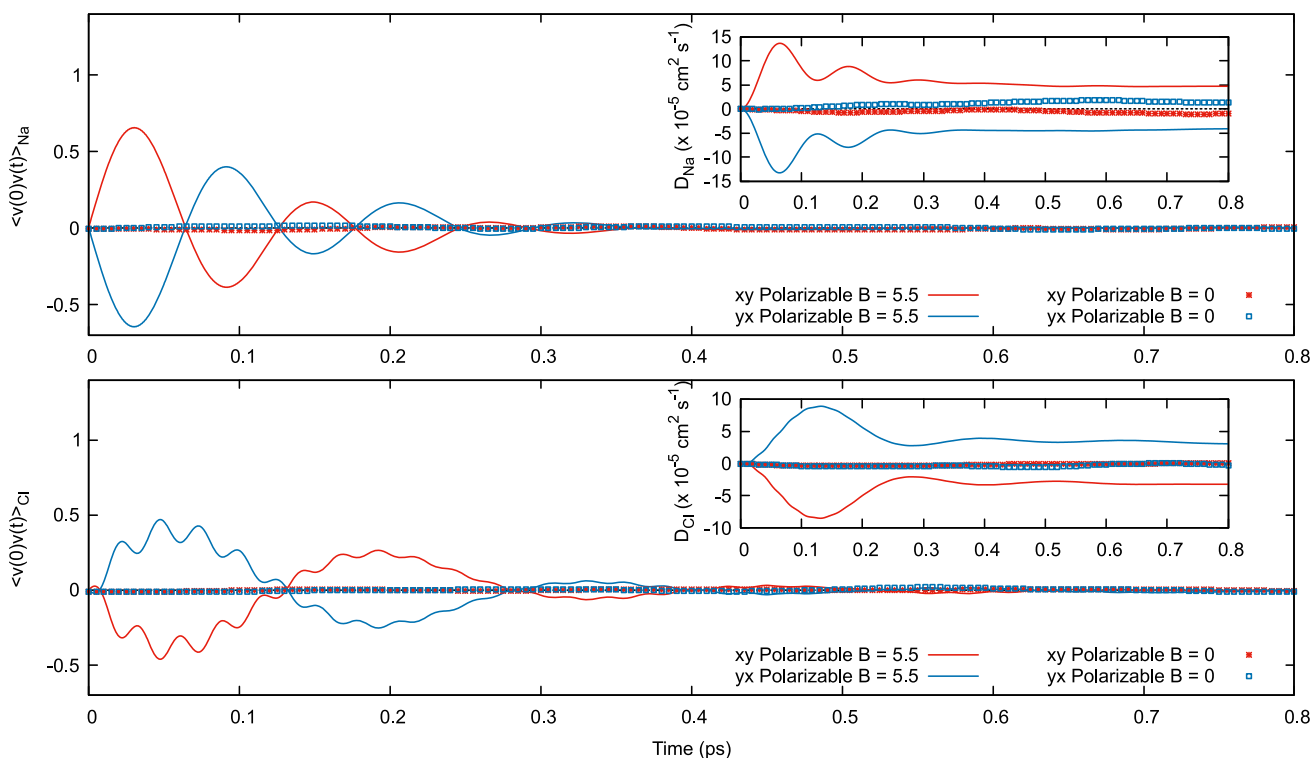 1
0.5
0
-0.5
<v(0)v(t)>Na
0 0.1 0.2 0.3 0.4 0.5 0.6 0.7 0.8
15
10
5
0
-5
-10
-15
D_Na (x 10^-5 cm^2 s^-1)
0 0.1 0.2 0.3 0.4 0.5 0.6 0.7 0.8
xy Polarizable B = 5.5 xy Polarizable B = 0
yx Polarizable B = 5.5 yx Polarizable B = 0
1
0.5
0
-0.5
<v(0)v(t)>Cl
10
5
0
-5
-10
D_Cl (x 10^-5 cm^2 s^-1)
0 0.1 0.2 0.3 0.4 0.5 0.6 0.7 0.8
xy Polarizable B = 5.5 xy Polarizable B = 0
yx Polarizable B = 5.5 yx Polarizable B = 0
0 0.1 0.2 0.3 0.4 0.5 0.6 0.7 0.8
Time (ps)